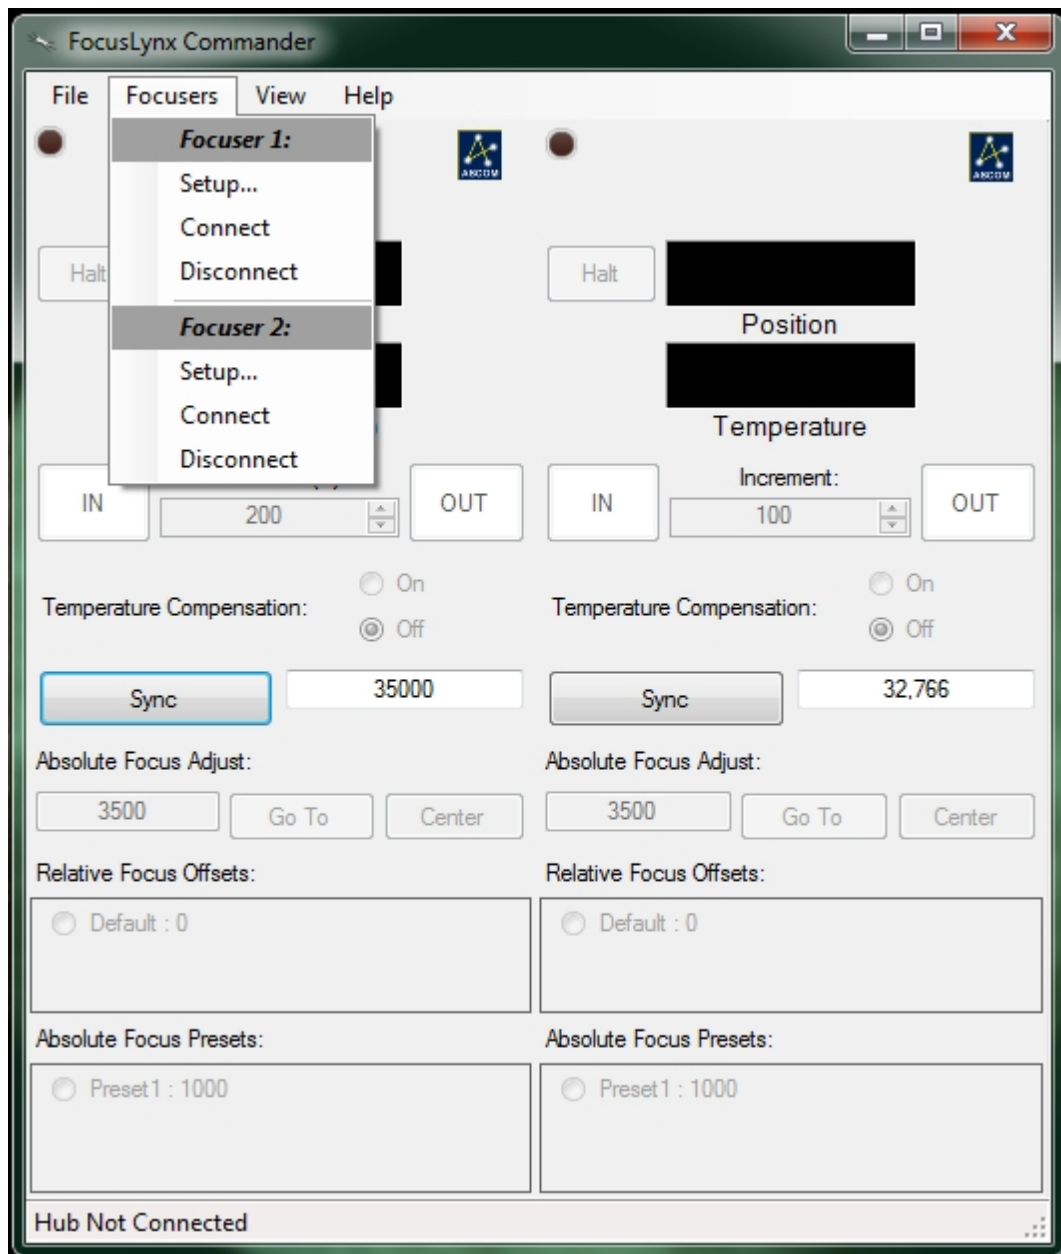 FocusLynx Commander
File Focusers View Help
Focuser 1:
Setup...
Connect
Disconnect
Focuser 2:
Setup...
Connect
Disconnect
ASCOM
ASCOM
Halt
Halt
Position
Temperature
IN
200
OUT
IN
Increment:
100
OUT
Temperature Compensation:
On
Off
Temperature Compensation:
On
Off
Sync
35000
Sync
32,766
Absolute Focus Adjust:
Absolute Focus Adjust:
3500
Go To
Center
3500
Go To
Center
Relative Focus Offsets:
Relative Focus Offsets:
Default : 0
Default : 0
Absolute Focus Presets:
Absolute Focus Presets:
Preset1 : 1000
Preset1 : 1000
Hub Not Connected